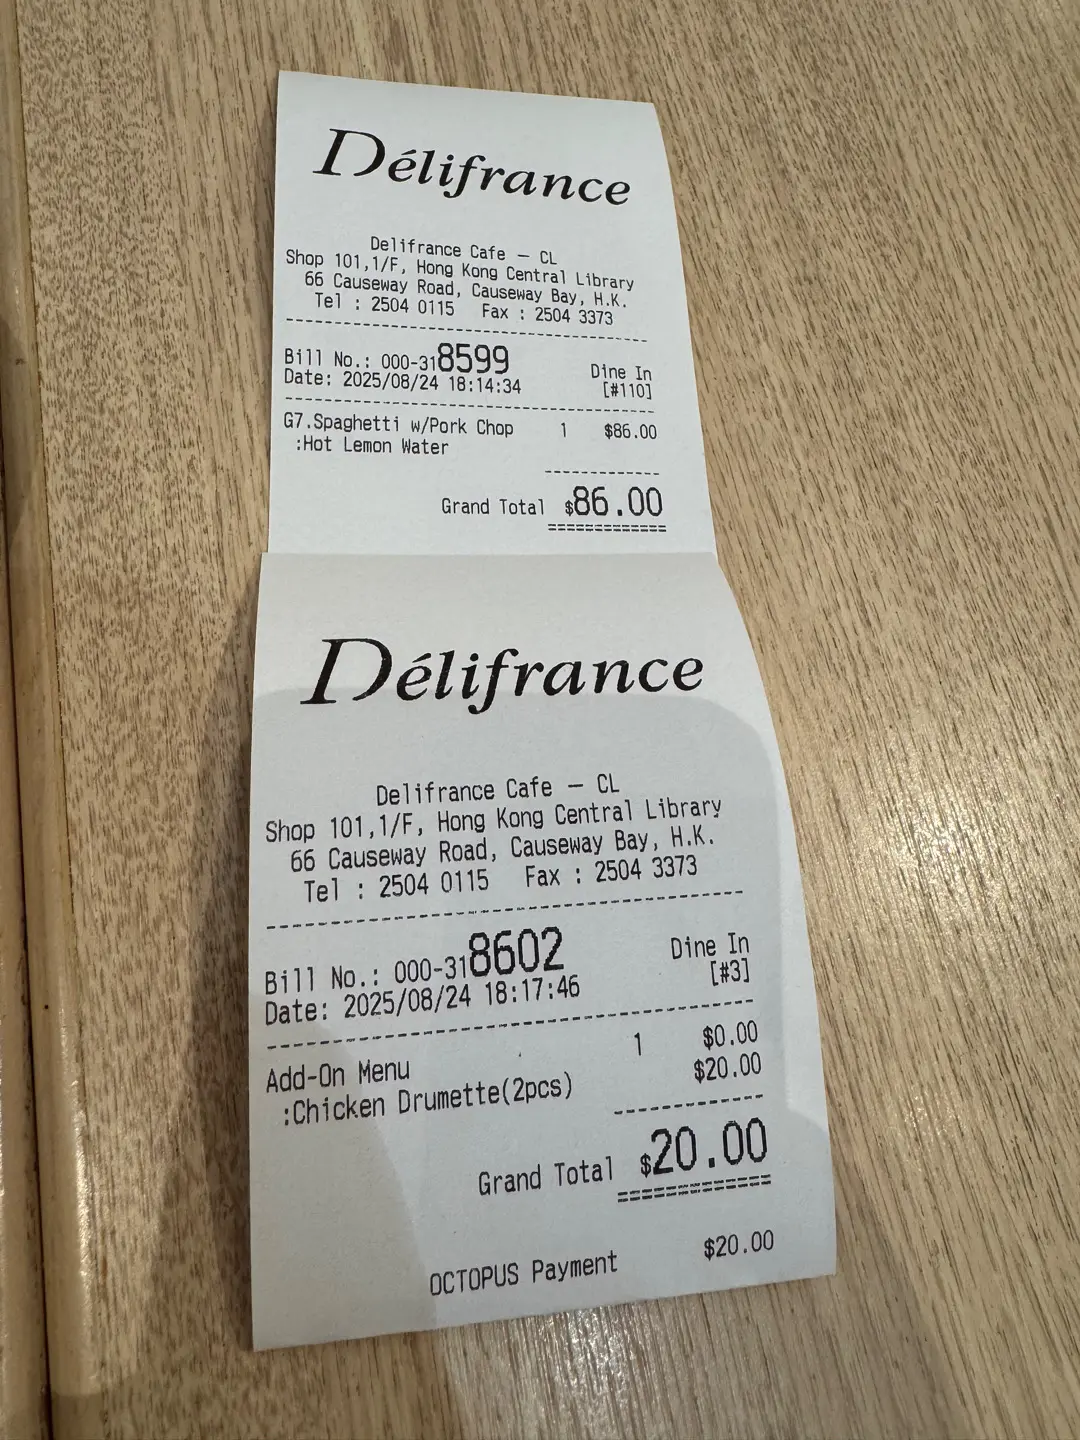 Délifrance
Delifrance Cafe – CL
Shop 101,1/F, Hong Kong Central Library
66 Causeway Road, Causeway Bay, H.K.
Tel : 2504 0115 Fax : 2504 3373
Bill No.: 000-318599 Dine In
Date: 2025/08/24 18:14:34 [#110]
G7.Spaghetti w/Pork Chop 1 $86.00
:Hot Lemon Water
Grand Total $86.00
Délifrance
Delifrance Cafe – CL
Shop 101,1/F, Hong Kong Central Library
66 Causeway Road, Causeway Bay, H.K.
Tel : 2504 0115 Fax : 2504 3373
Bill No.: 000-318602 Dine In
Date: 2025/08/24 18:17:46 [#3]
Add-On Menu 1 $0.00
:Chicken Drumette(2pcs) $20.00
Grand Total $20.00
OCTOPUS Payment $20.00